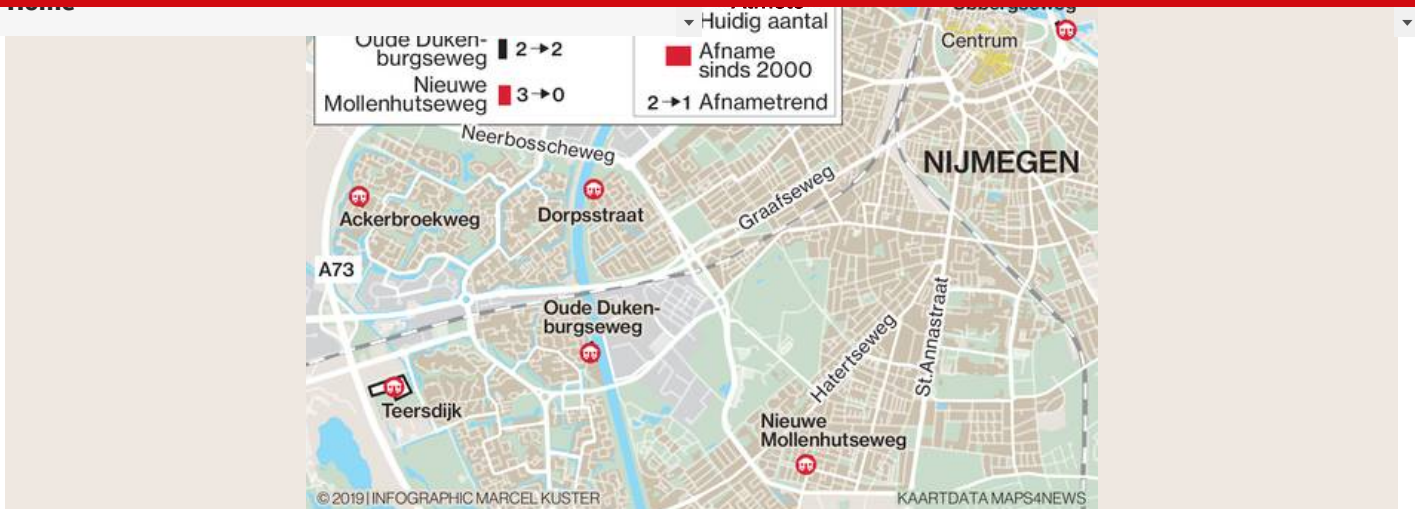 Home
Huidig aantal
Oude Duken-
burgseweg 2→2
Nieuwe
Mollenhutseweg 3→0
Afname
sinds 2000
2→1 Afnametrend
Centrum
Neerbosscheweg
NIJMEGEN
Graafseweg
Ackerbroekweg
Dorpsstraat
A73
Oude Duken-
burgseweg
Hatertseweg
St.Annastraat
Teersdijk
Nieuwe
Mollenhutseweg
© 2019 | INFOGRAPHIC MARCEL KUSTER
KAARTDATA MAPS4NEWS